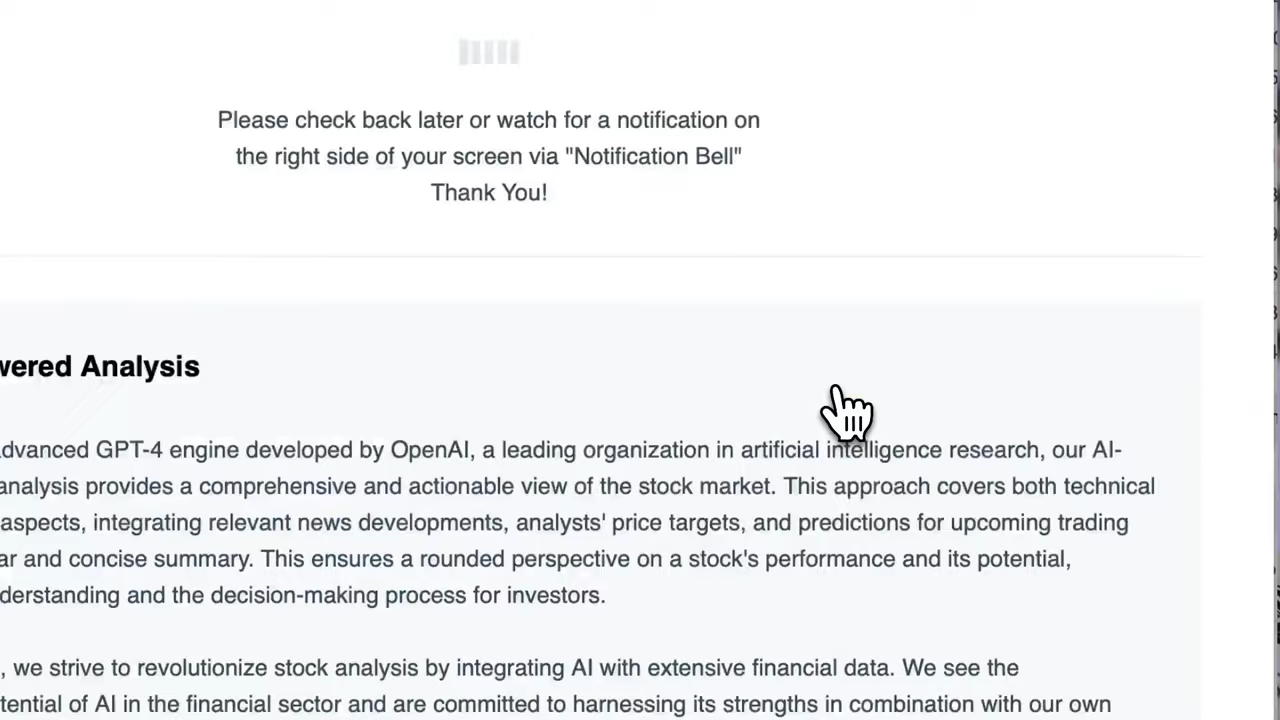 Please check back later or watch for a notification on
the right side of your screen via "Notification Bell"
Thank You!
wered Analysis
advanced GPT-4 engine developed by OpenAI, a leading organization in artificial intelligence research, our AI-
analysis provides a comprehensive and actionable view of the stock market. This approach covers both technical
aspects, integrating relevant news developments, analysts' price targets, and predictions for upcoming trading
ar and concise summary. This ensures a rounded perspective on a stock's performance and its potential,
derstanding and the decision-making process for investors.
, we strive to revolutionize stock analysis by integrating AI with extensive financial data. We see the
tential of AI in the financial sector and are committed to harnessing its strengths in combination with our own